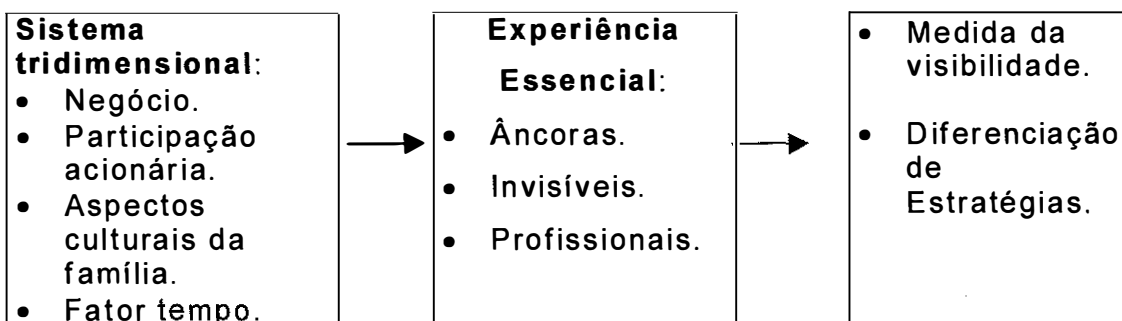 Sistema
tridimensional:
• Negócio.
• Participação
acionária.
• Aspectos
culturais da
família.
• Fator tempo.
Experiência
Essencial:
• Âncoras.
• Invisíveis.
• Profissionais.
• Medida da
visibilidade.
• Diferenciação
de
Estratégias.